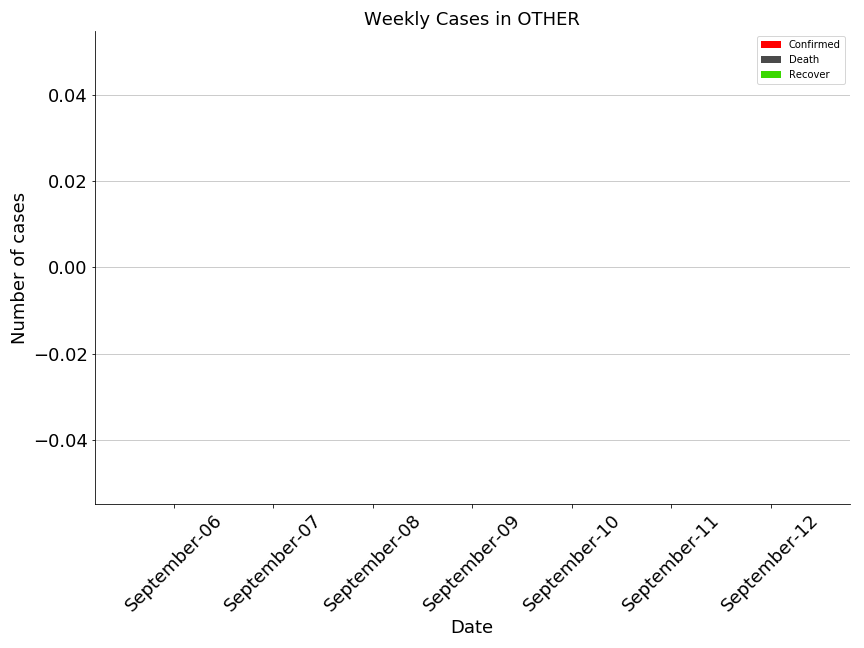 Weekly Cases in OTHER
Confirmed
Death
Recover
Number of cases
0.04
0.02
0.00
−0.02
−0.04
September-06
September-07
September-08
September-09
September-10
September-11
September-12
Date